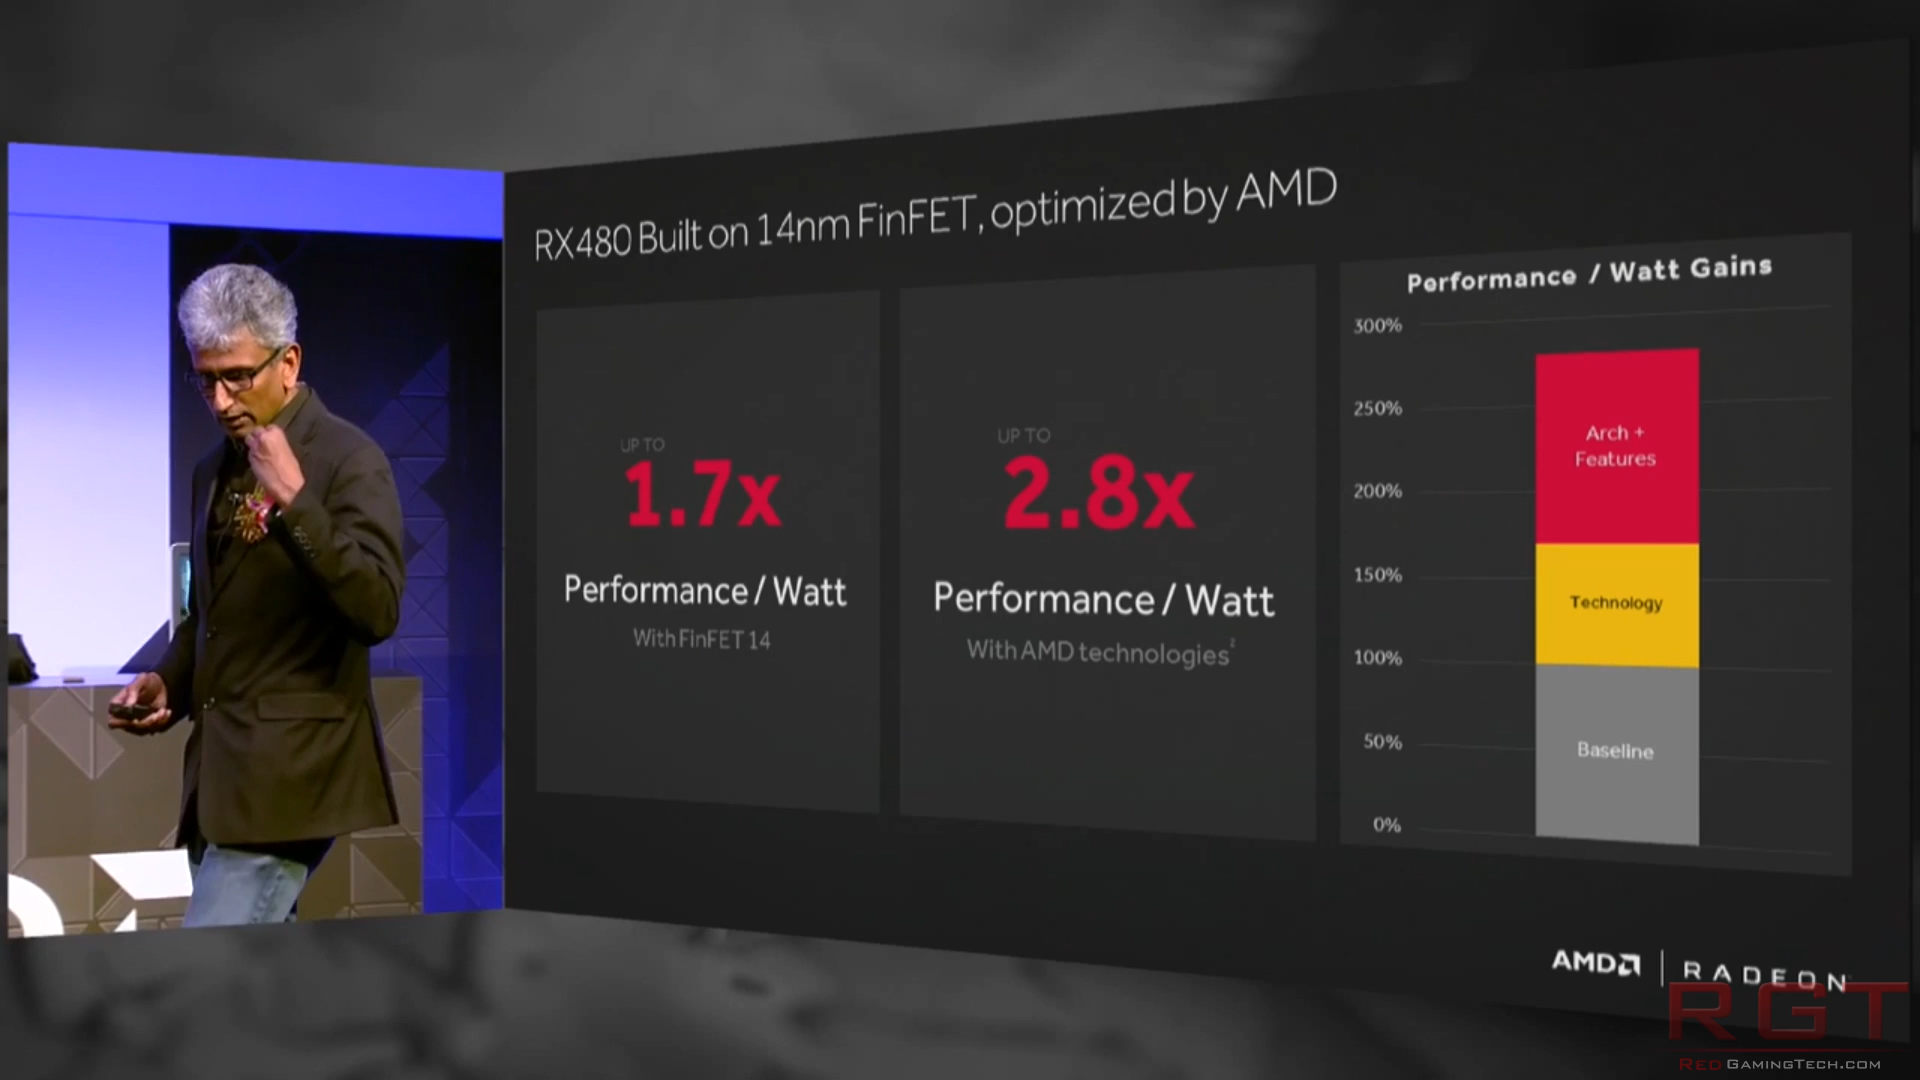 RX480 Built on 14nm FinFET, optimized by AMD
UP TO
1.7x
Performance / Watt
With FinFET 14
UP TO
2.8x
Performance / Watt
With AMD technologies²
Performance / Watt Gains
300%
250%
200%
150%
100%
50%
0%
Arch +
Features
Technology
Baseline
AMD | RADEON
RGT
REDGAMINGTECH.COM